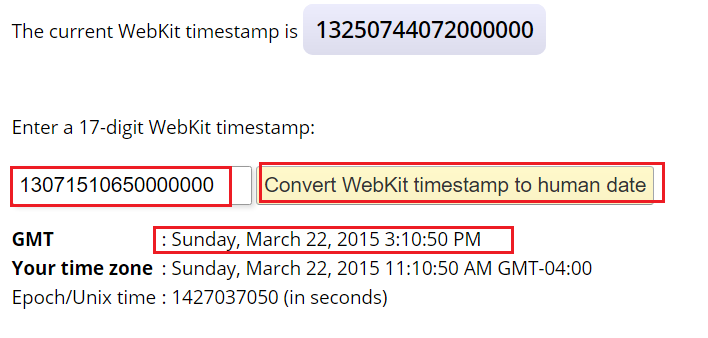 The current WebKit timestamp is 13250744072000000
Enter a 17-digit WebKit timestamp:
13071510650000000 Convert WebKit timestamp to human date
GMT : Sunday, March 22, 2015 3:10:50 PM
Your time zone : Sunday, March 22, 2015 11:10:50 AM GMT-04:00
Epoch/Unix time : 1427037050 (in seconds)